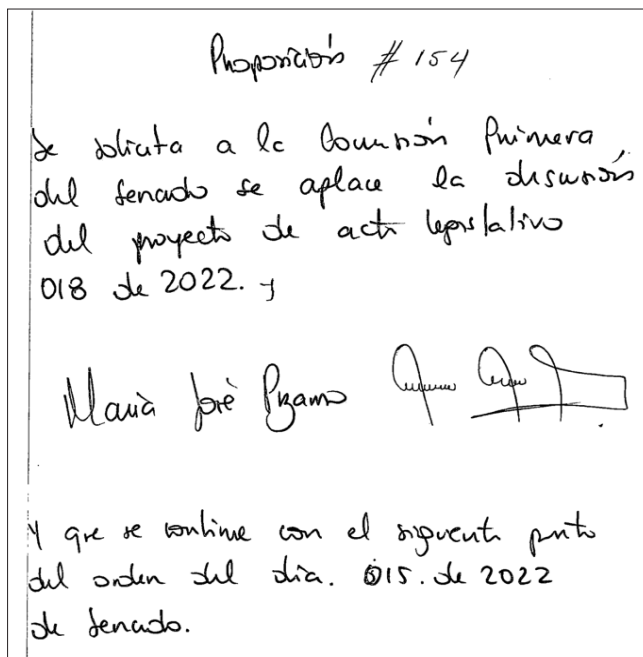 Proposición # 154
Se solicita a la Comisión Primera
del Senado se aplace la discusión
del proyecto de acto legislativo
018 de 2022. y
María José Pizarro
Y que se continue con el siguiente punto
del orden del día. 015. de 2022
de Senado.